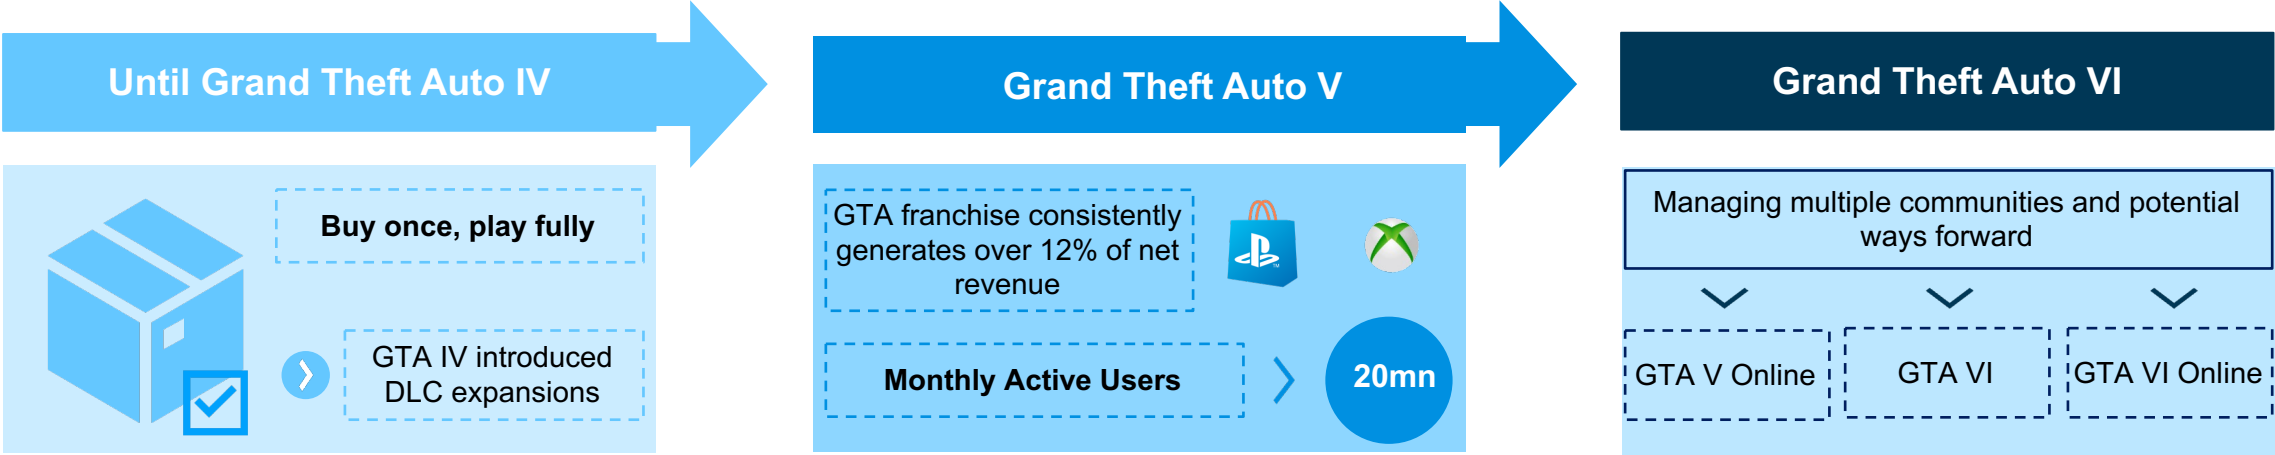 Until Grand Theft Auto IV
Grand Theft Auto V
Grand Theft Auto VI
Buy once, play fully
GTA IV introduced
DLC expansions
GTA franchise consistently
generates over 12% of net
revenue
Monthly Active Users
20mn
Managing multiple communities and potential
ways forward
GTA V Online
GTA VI
GTA VI Online